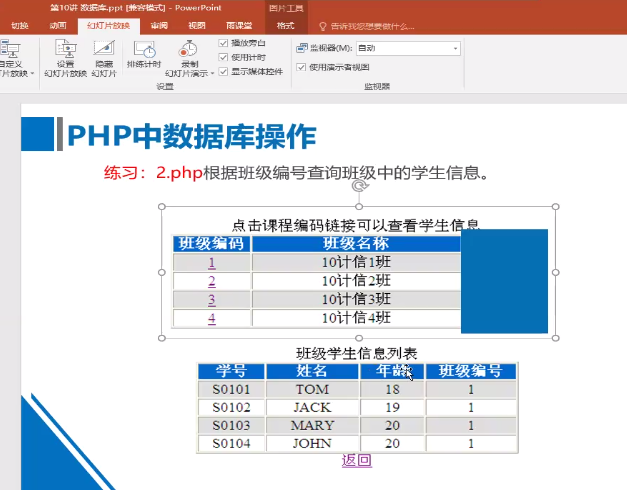 第10讲 数据库.ppt [兼容模式] - PowerPoint 图片工具
切换 动画 幻灯片放映 审阅 视图 雨课堂 格式 告诉我您想要做什么...
自定义 设置 隐藏 排练计时 录制 播放旁白 监视器(M): 自动
片放映 幻灯片放映 幻灯片 幻灯片演示 使用计时 使用演示者视图
显示媒体控件
设置 监视器
PHP中数据库操作
练习：2.php根据班级编号查询班级中的学生信息。
点击课程编码链接可以查看学生信息
班级编码 班级名称
1 10计信1班
2 10计信2班
3 10计信3班
4 10计信4班
班级学生信息列表
学号 姓名 年龄 班级编号
S0101 TOM 18 1
S0102 JACK 19 1
S0103 MARY 20 1
S0104 JOHN 20 1
返回